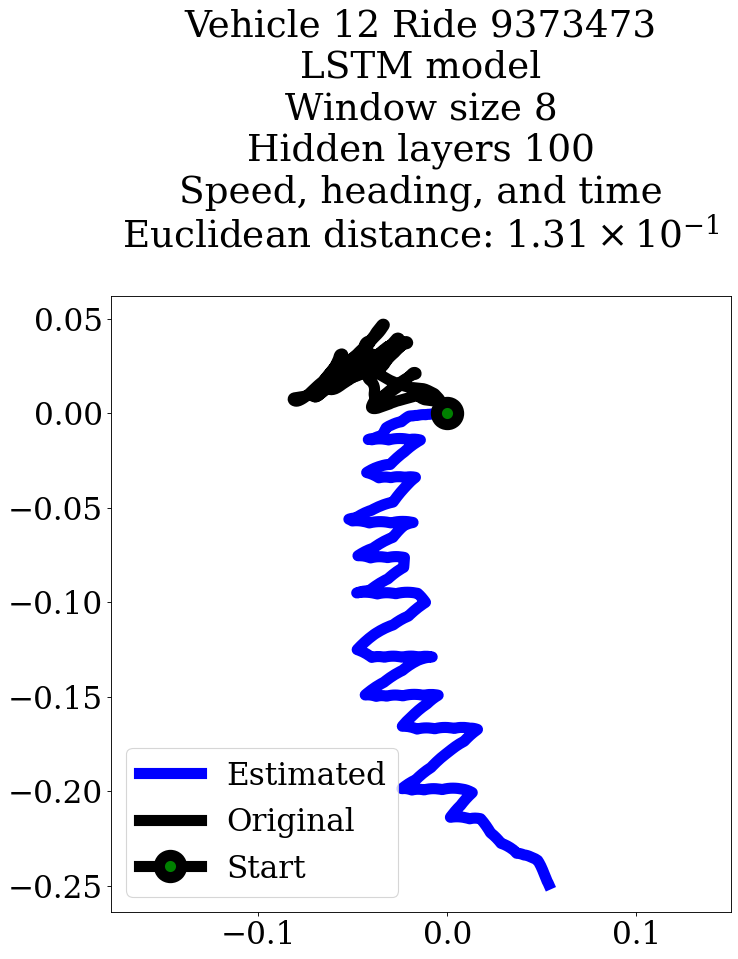 Vehicle 12 Ride 9373473
LSTM model
Window size 8
Hidden layers 100
Speed, heading, and time
Euclidean distance: 1.31 × 10⁻¹
0.05
0.00
−0.05
−0.10
−0.15
−0.20
−0.25
Estimated
Original
Start
−0.1 0.0 0.1